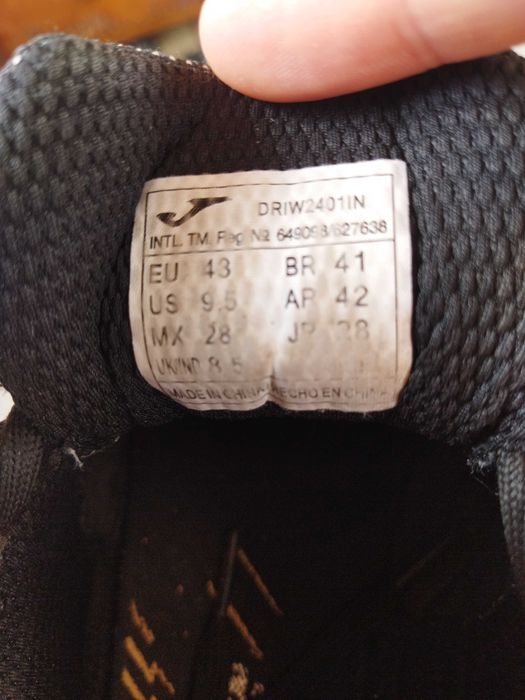 DRIW2401IN
INTL. TM. Reg. № 649098/627638
EU 43 BR 41
US 9.5 AR 42
MX 28 JP 28
UK/IND 8.5
MADE IN CHINA/HECHO EN CHINA